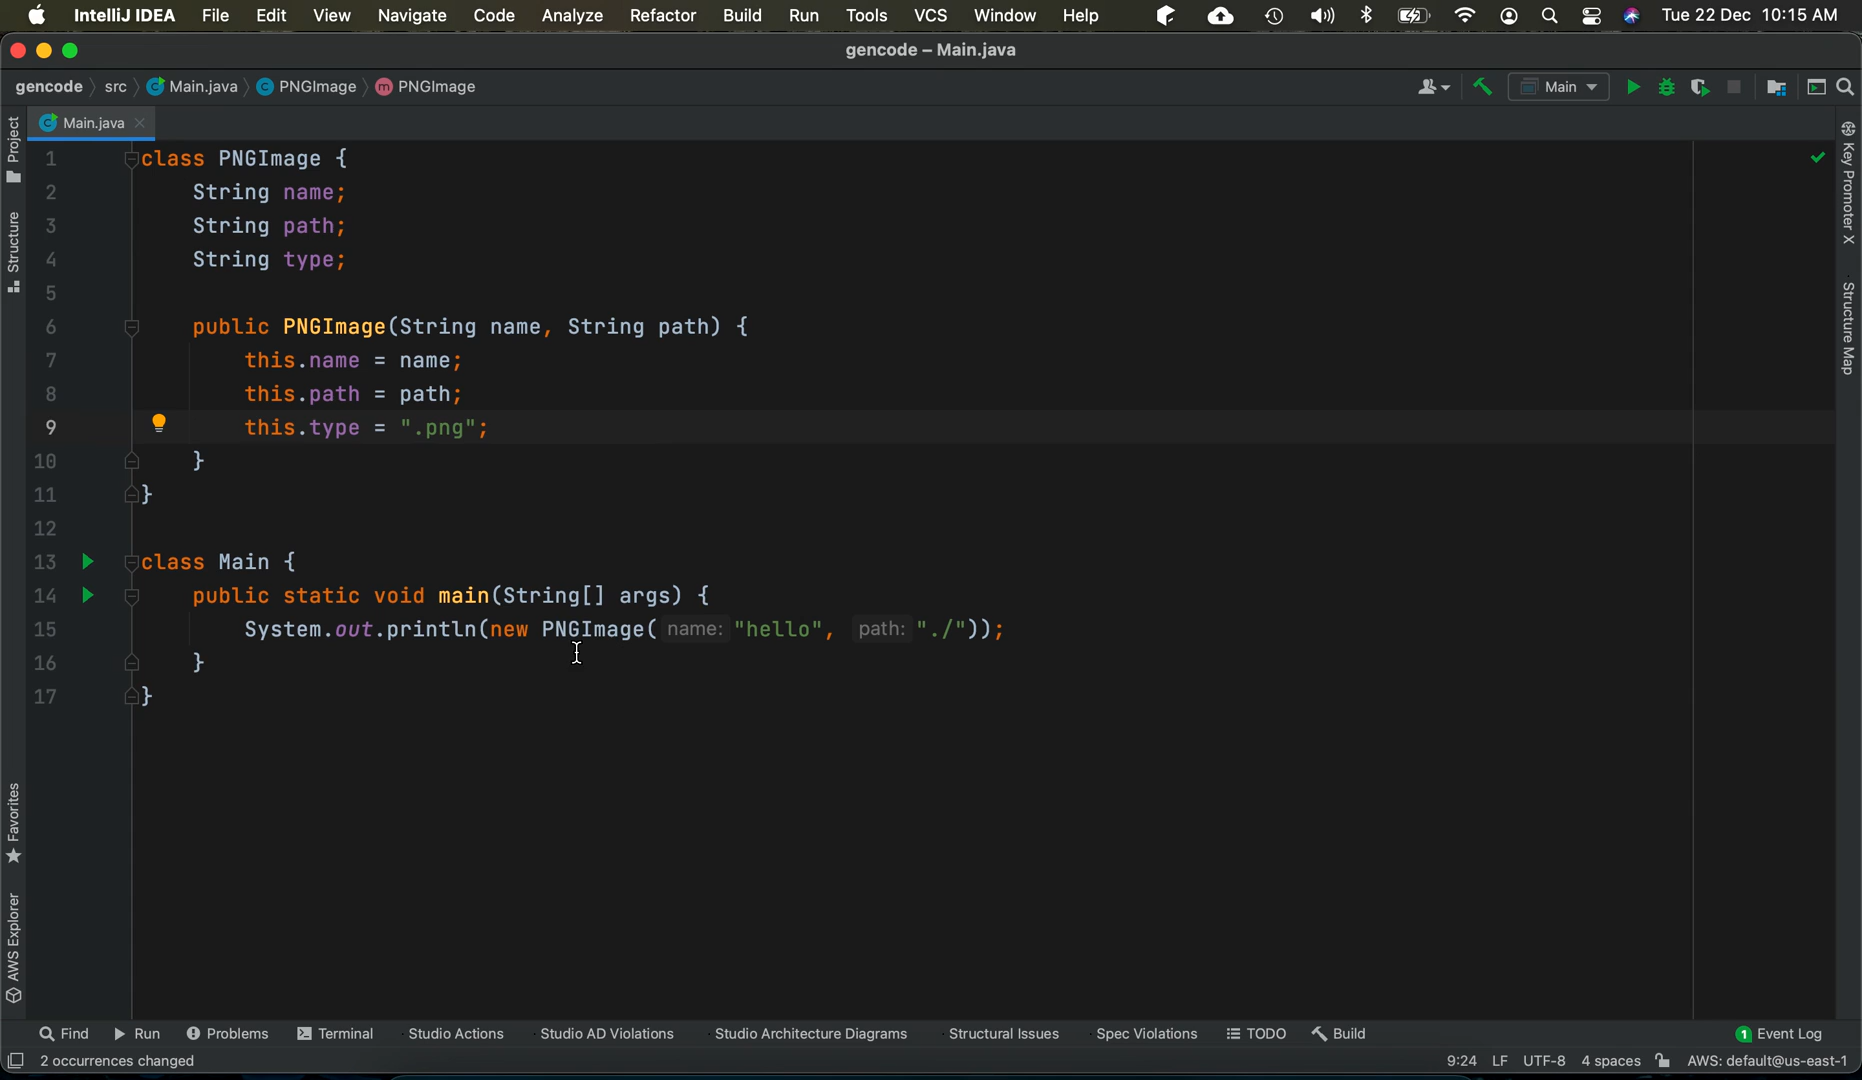 IntelliJ IDEA File Edit View Navigate Code Analyze Refactor Build Run Tools VCS Window Help Tue 22 Dec 10:15 AM
gencode – Main.java
gencode src Main.java PNGImage PNGImage Main
Main.java
Project
Structure
Favorites
AWS Explorer
1 class PNGImage {
2 String name;
3 String path;
4 String type;
5
6 public PNGImage(String name, String path) {
7 this.name = name;
8 this.path = path;
9 this.type = ".png";
10 }
11 }
12
13 class Main {
14 public static void main(String[] args) {
15 System.out.println(new PNGImage( name: "hello", path: "./"));
16 }
17 }
Key Promoter X
Structure Map
Find Run Problems Terminal Studio Actions Studio AD Violations Studio Architecture Diagrams Structural Issues Spec Violations TODO Build 1 Event Log
2 occurrences changed 9:24 LF UTF-8 4 spaces AWS: default@us-east-1